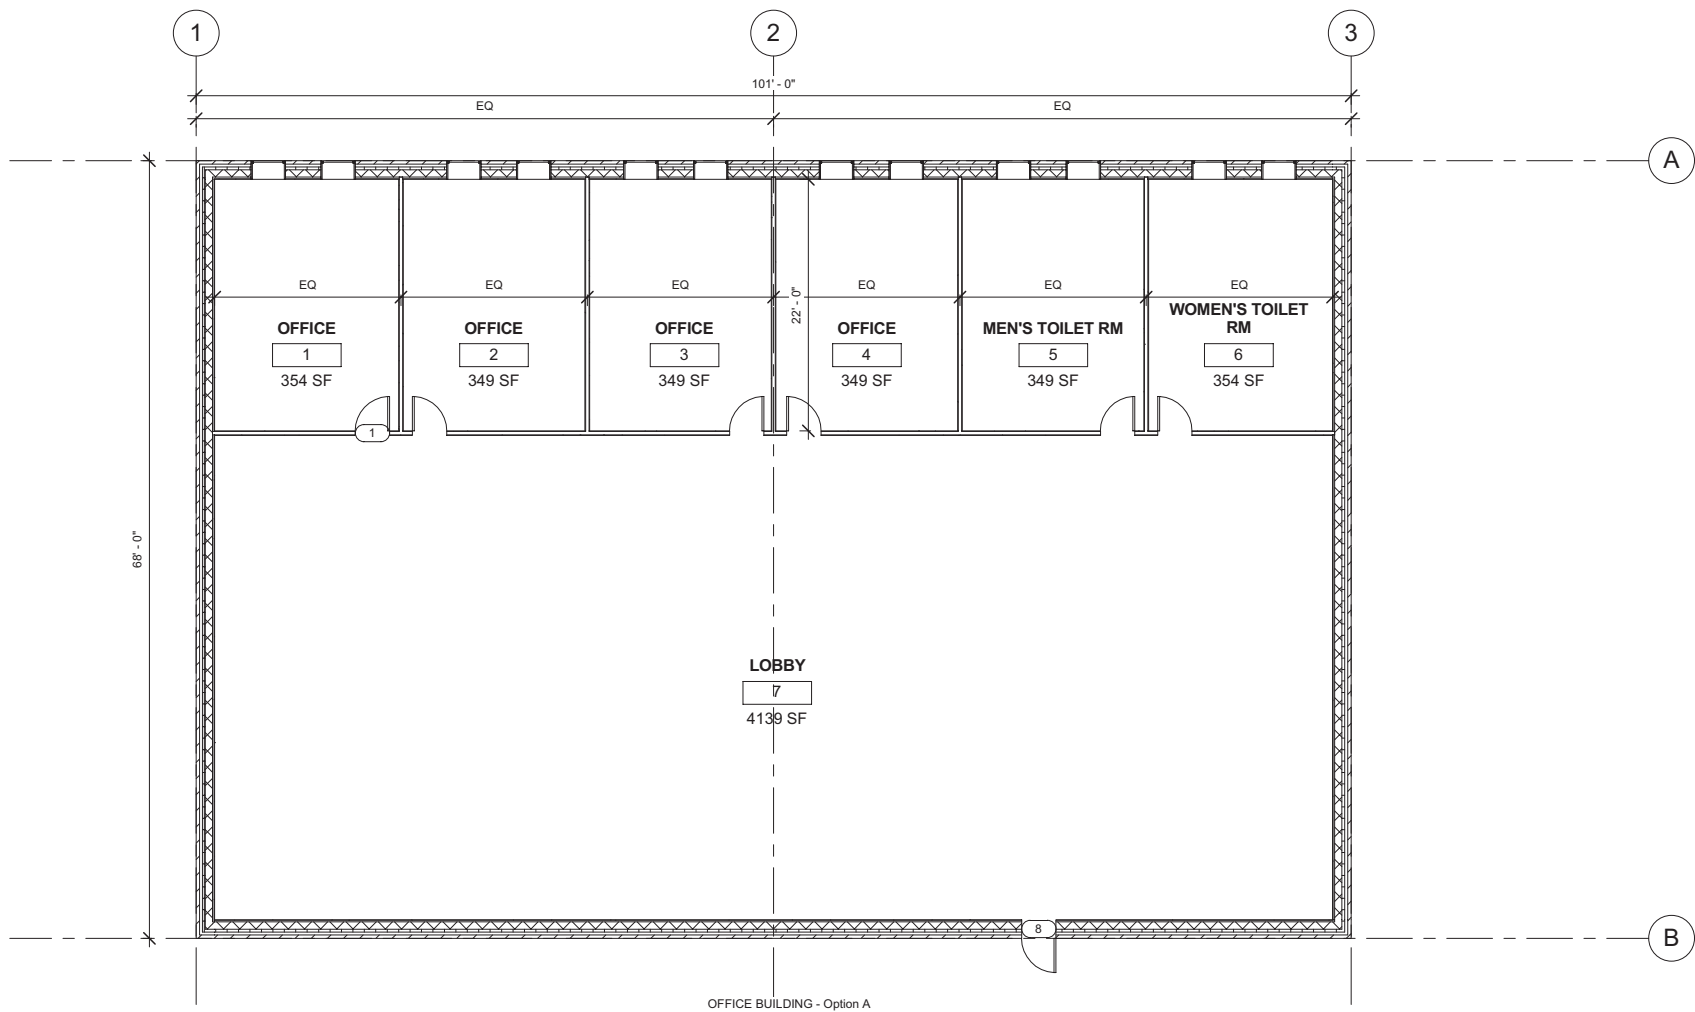 1
2
3
101' - 0"
EQ
EQ
A
EQ
EQ
EQ
EQ
EQ
EQ
22' - 0"
OFFICE
1
354 SF
OFFICE
2
349 SF
OFFICE
3
349 SF
OFFICE
4
349 SF
MEN'S TOILET RM
5
349 SF
WOMEN'S TOILET
RM
6
354 SF
1
68' - 0"
LOBBY
7
4139 SF
8
B
OFFICE BUILDING - Option A